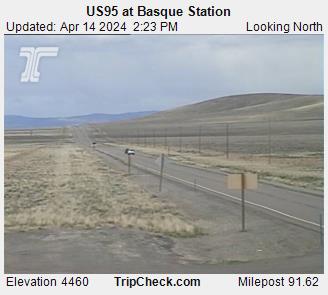 US95 at Basque Station
Updated: Apr 14 2024 2:23 PM Looking North
Elevation 4460 TripCheck.com Milepost 91.62